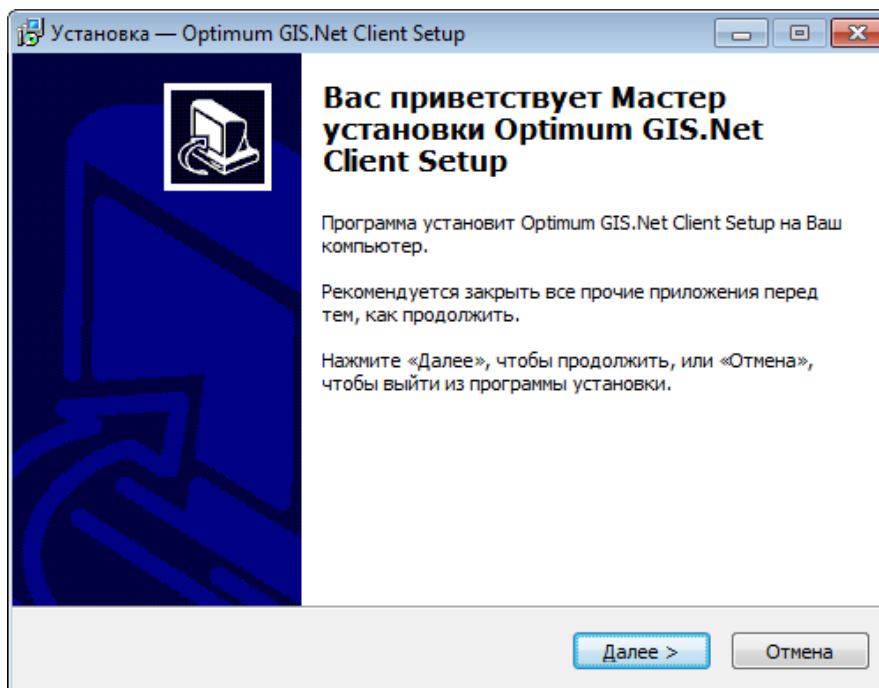 Установка — Optimum GIS.Net Client Setup
Вас приветствует Мастер
установки Optimum GIS.Net
Client Setup
Программа установит Optimum GIS.Net Client Setup на Ваш
компьютер.
Рекомендуется закрыть все прочие приложения перед
тем, как продолжить.
Нажмите «Далее», чтобы продолжить, или «Отмена»,
чтобы выйти из программы установки.
Далее >
Отмена